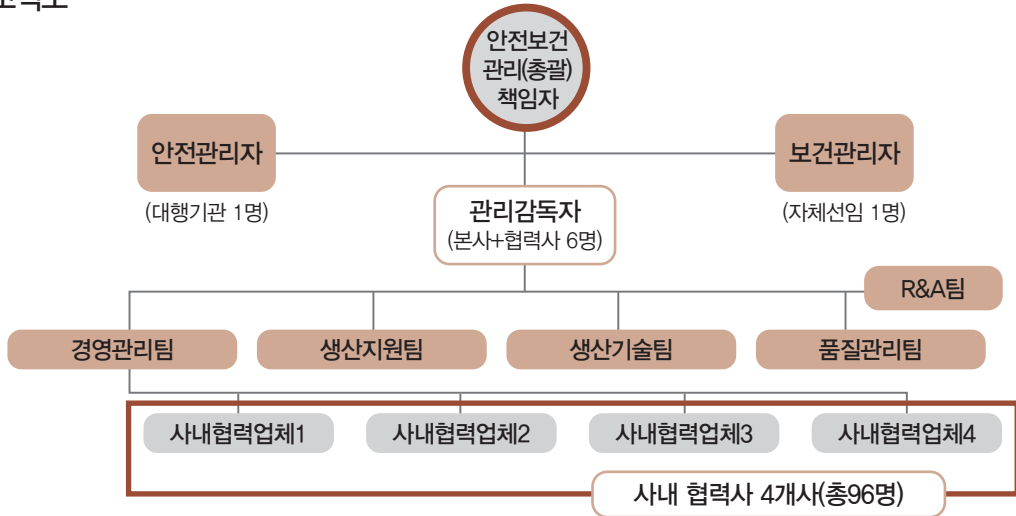 안전보건
관리(총괄)
책임자
안전관리자
보건관리자
(대행기관 1명)
관리감독자
(본사+협력사 6명)
(자체선임 1명)
R&A팀
경영관리팀
생산지원팀
생산기술팀
품질관리팀
사내협력업체1
사내협력업체2
사내협력업체3
사내협력업체4
사내 협력사 4개사(총96명)